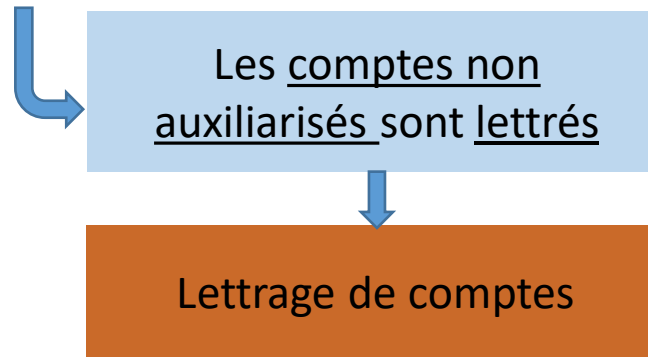 Les comptes non
auxiliarisés sont lettrés
Lettrage de comptes